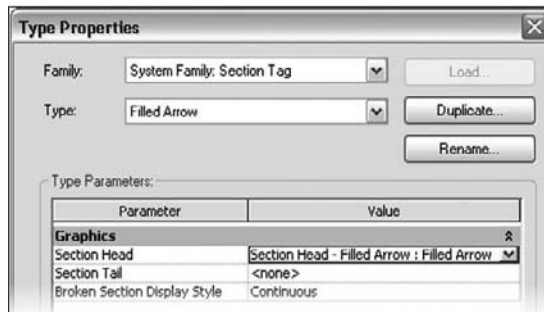 Type Properties
Family: System Family: Section Tag Load...
Type: Filled Arrow Duplicate...
Rename...
Type Parameters:
Parameter Value
Graphics
Section Head Section Head - Filled Arrow : Filled Arrow
Section Tail <none>
Broken Section Display Style Continuous